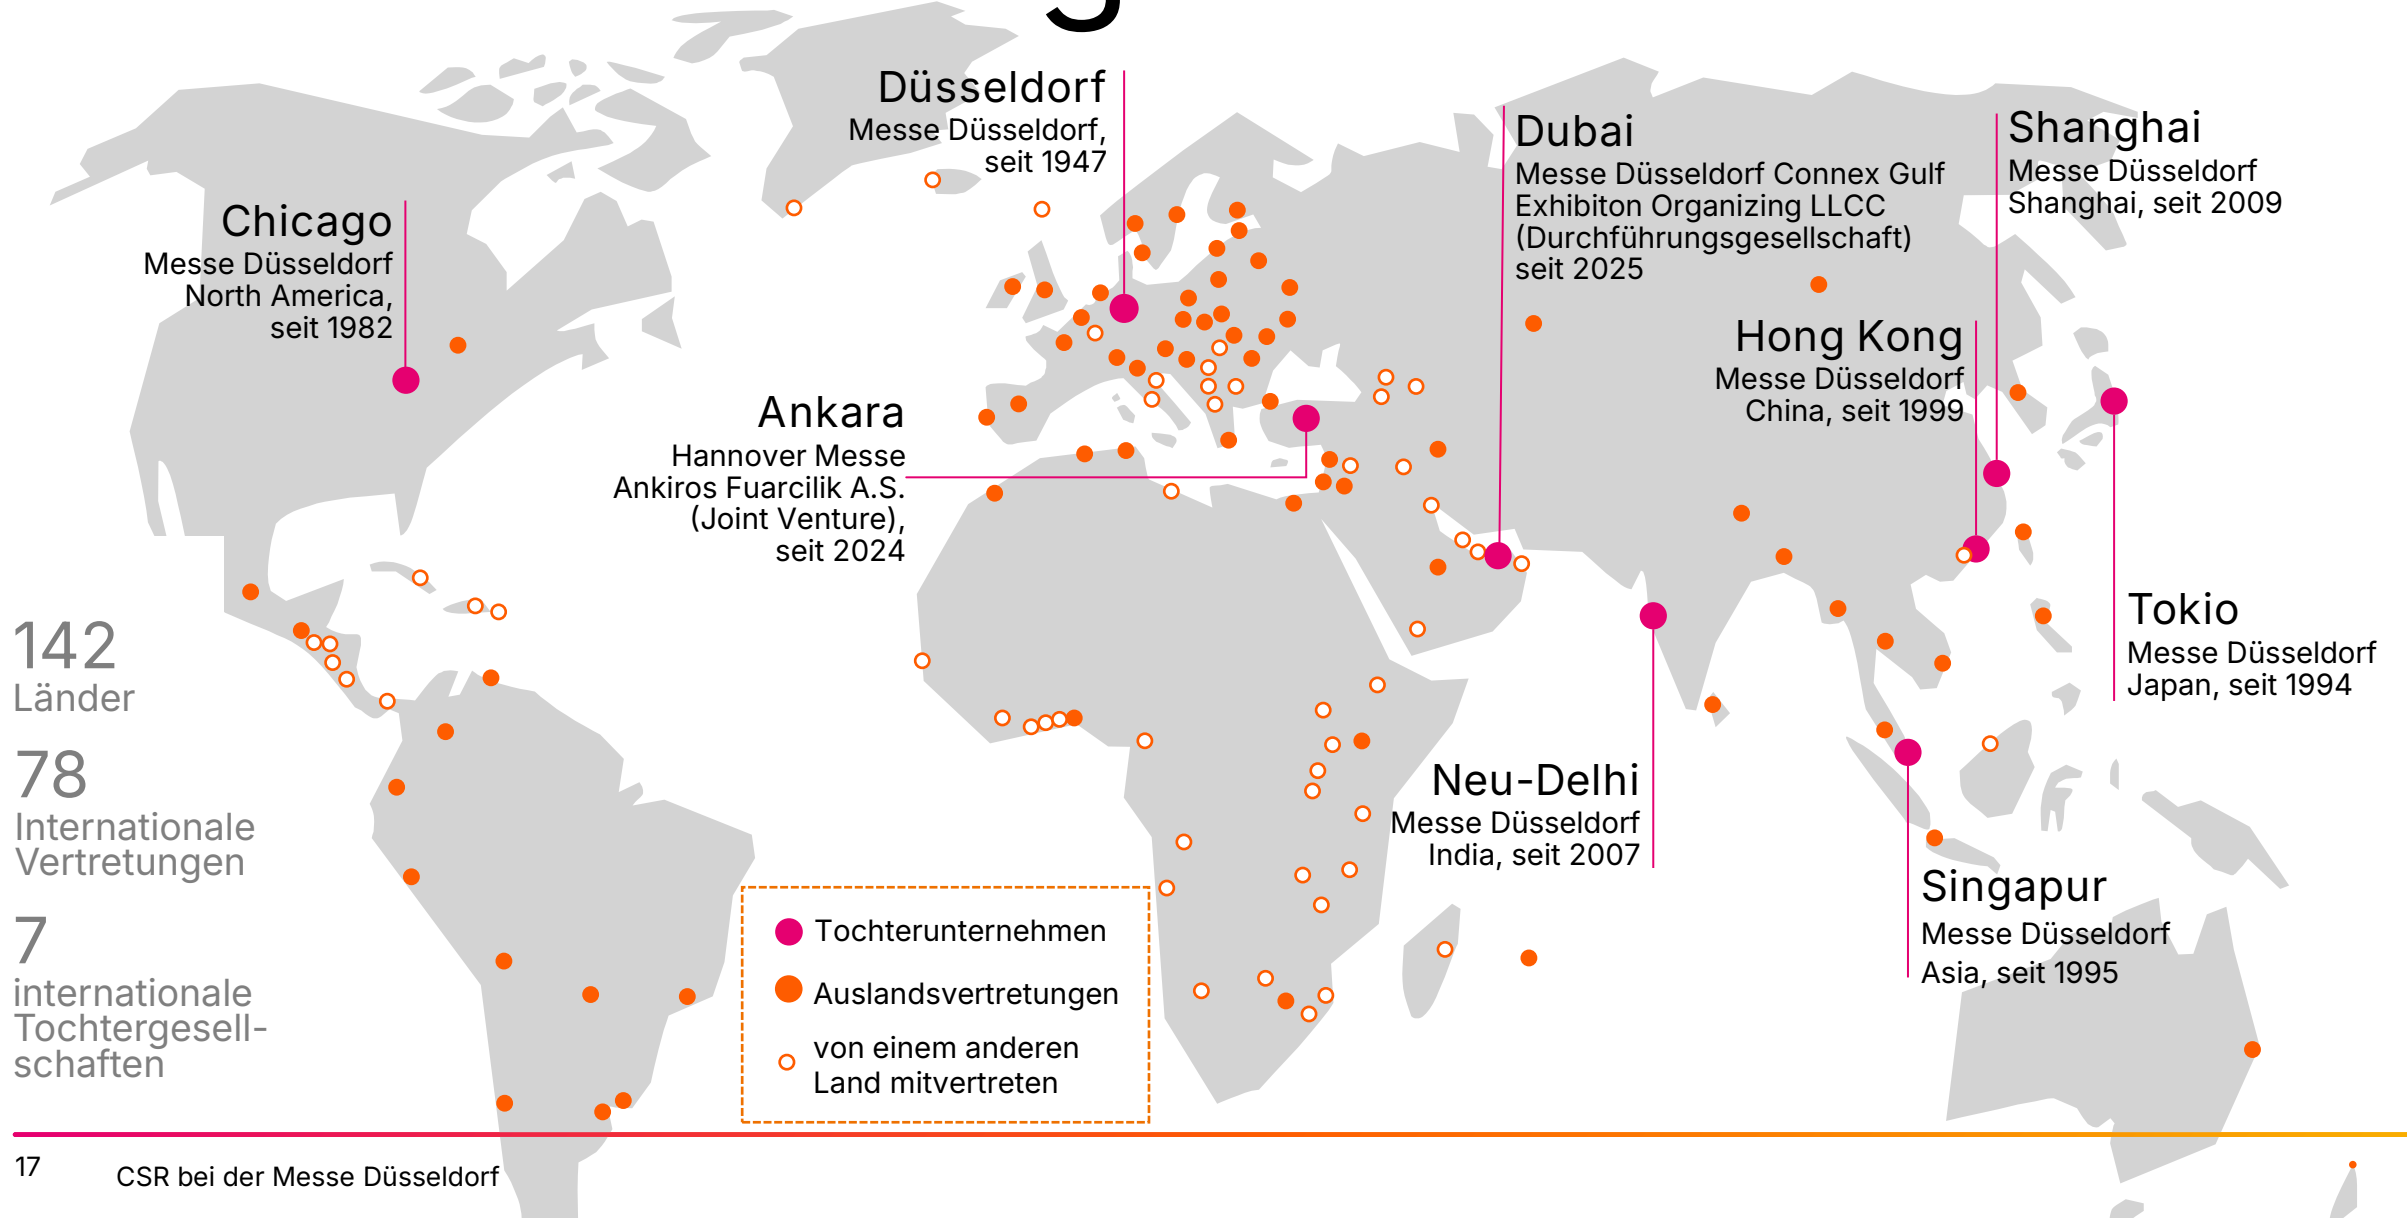 Düsseldorf
Messe Düsseldorf,
seit 1947
Chicago
Messe Düsseldorf
North America,
seit 1982
Ankara
Hannover Messe
Ankiros Fuarcilik A.S.
(Joint Venture),
seit 2024
Dubai
Messe Düsseldorf Connex Gulf
Exhibiton Organizing LLCC
(Durchführungsgesellschaft)
seit 2025
Shanghai
Messe Düsseldorf
Shanghai, seit 2009
Hong Kong
Messe Düsseldorf
China, seit 1999
Tokio
Messe Düsseldorf
Japan, seit 1994
Neu-Delhi
Messe Düsseldorf
India, seit 2007
Singapur
Messe Düsseldorf
Asia, seit 1995
142
Länder
78
Internationale
Vertretungen
7
internationale
Tochtergesell-
schaften
Tochterunternehmen
Auslandsvertretungen
von einem anderen
Land mitvertreten
17
CSR bei der Messe Düsseldorf